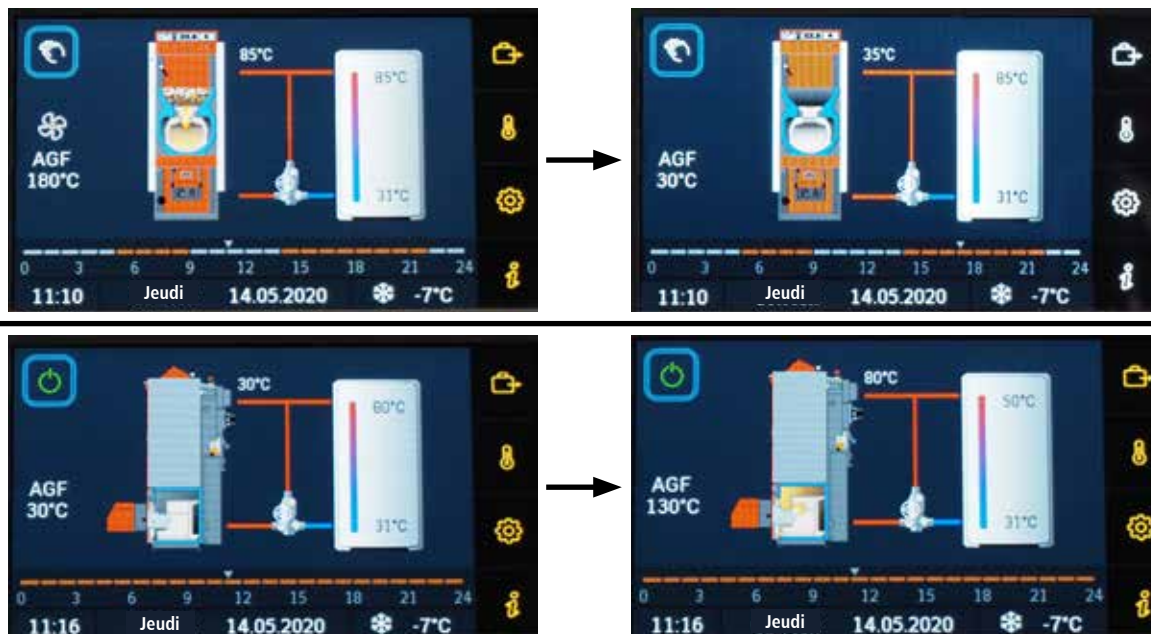 85°C
85°C
AGF
180°C
31°C
0 3 6 9 12 15 18 21 24
11:10 Jeudi 14.05.2020 -7°C
35°C
85°C
AGF
30°C
31°C
0 3 6 9 12 15 18 21 24
11:10 Jeudi 14.05.2020 -7°C
30°C
60°C
AGF
30°C
31°C
0 3 6 9 12 15 18 21 24
11:16 Jeudi 14.05.2020 -7°C
80°C
50°C
AGF
130°C
31°C
0 3 6 9 12 15 18 21 24
11:16 Jeudi 14.05.2020 -7°C